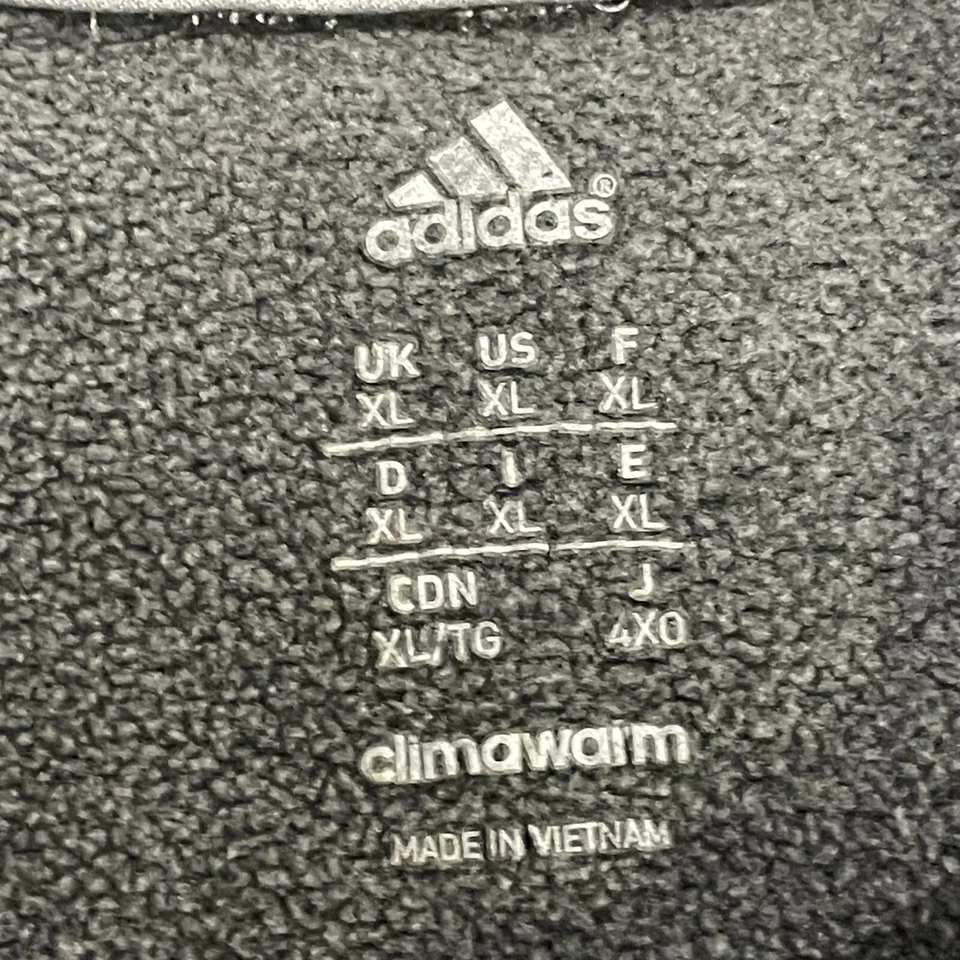 adidas®
UK US F
XL XL XL
D I E
XL XL XL
CDN J
XL/TG 4XO
climawarm
MADE IN VIETNAM